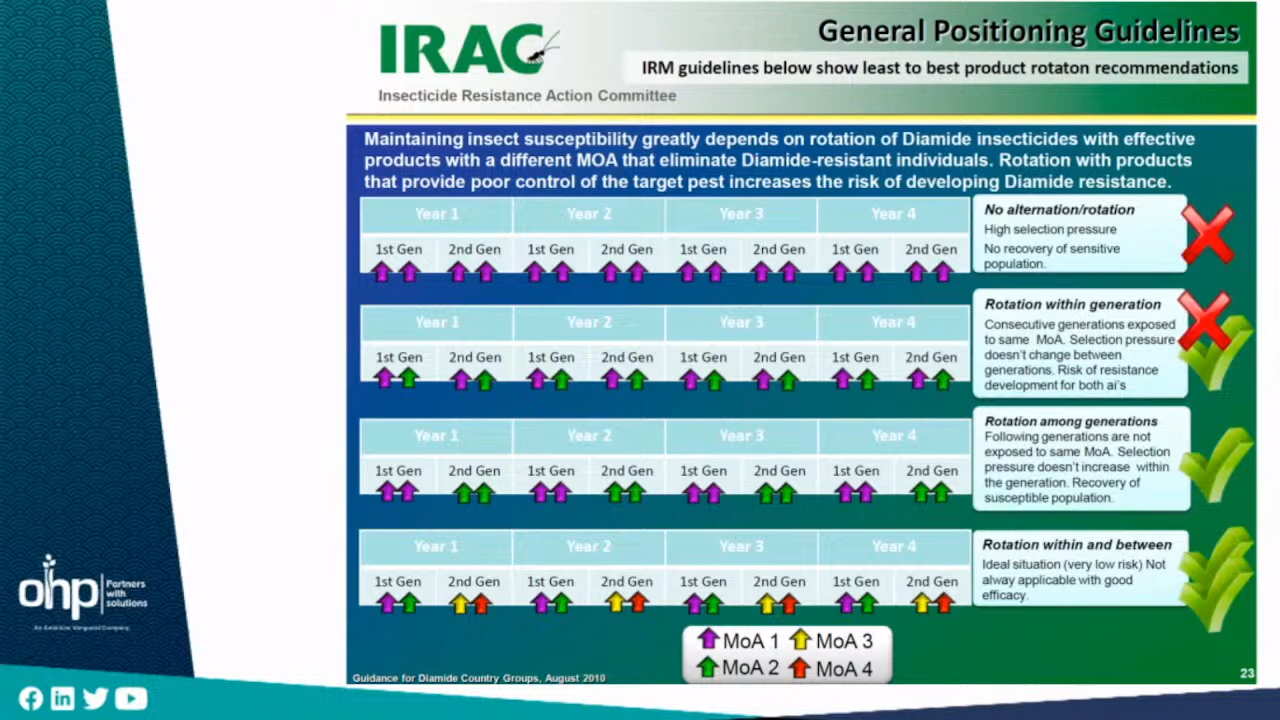 IRAC
General Positioning Guidelines
IRM guidelines below show least to best product rotaton recommendations
Insecticide Resistance Action Committee
Maintaining insect susceptibility greatly depends on rotation of Diamide insecticides with effective
products with a different MOA that eliminate Diamide-resistant individuals. Rotation with products
that provide poor control of the target pest increases the risk of developing Diamide resistance.
Year 1 Year 2 Year 3 Year 4
1st Gen 2nd Gen 1st Gen 2nd Gen 1st Gen 2nd Gen 1st Gen 2nd Gen
No alternation/rotation
High selection pressure
No recovery of sensitive
population.
Year 1 Year 2 Year 3 Year 4
1st Gen 2nd Gen 1st Gen 2nd Gen 1st Gen 2nd Gen 1st Gen 2nd Gen
Rotation within generation
Consecutive generations exposed
to same MoA. Selection pressure
doesn't change between
generations. Risk of resistance
development for both ai's
Year 1 Year 2 Year 3 Year 4
1st Gen 2nd Gen 1st Gen 2nd Gen 1st Gen 2nd Gen 1st Gen 2nd Gen
Rotation among generations
Following generations are not
exposed to same MoA. Selection
pressure doesn't increase within
the generation. Recovery of
susceptible population.
Year 1 Year 2 Year 3 Year 4
1st Gen 2nd Gen 1st Gen 2nd Gen 1st Gen 2nd Gen 1st Gen 2nd Gen
Rotation within and between
Ideal situation (very low risk) Not
alway applicable with good
efficacy.
MoA 1 MoA 3
MoA 2 MoA 4
Guidance for Diamide Country Groups, August 2010
23
ohp
Partners
with
solutions
An American Vanguard Company